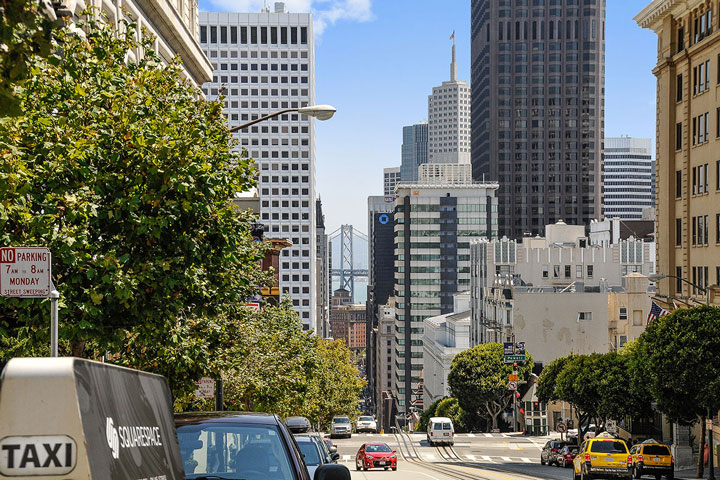 NO PARKING
7AM TO 8AM
MONDAY
STREET SWEEPING
SQUARESPACE
TAXI